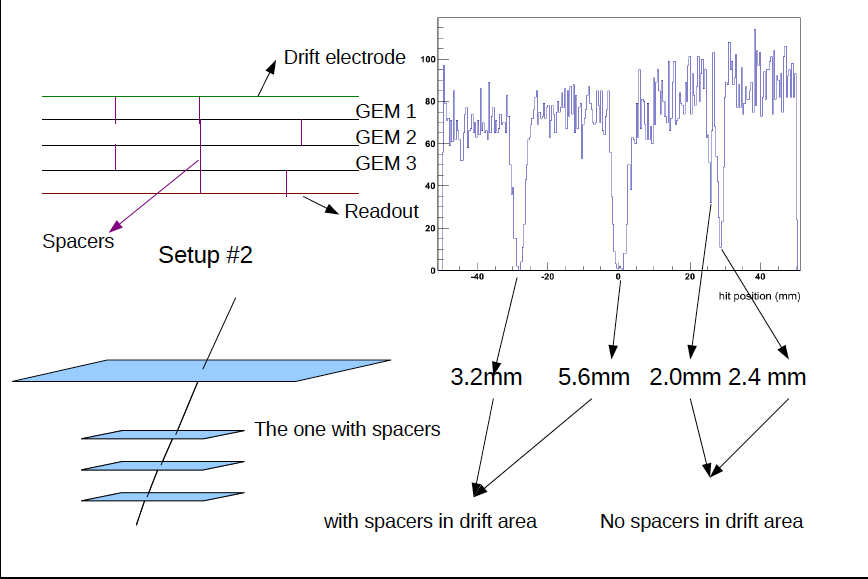 Drift electrode
GEM 1
GEM 2
GEM 3
Readout
Spacers
Setup #2
100
80
60
40
20
0
-40 -20 0 20 40
hit position (mm)
3.2mm 5.6mm 2.0mm 2.4 mm
The one with spacers
with spacers in drift area No spacers in drift area